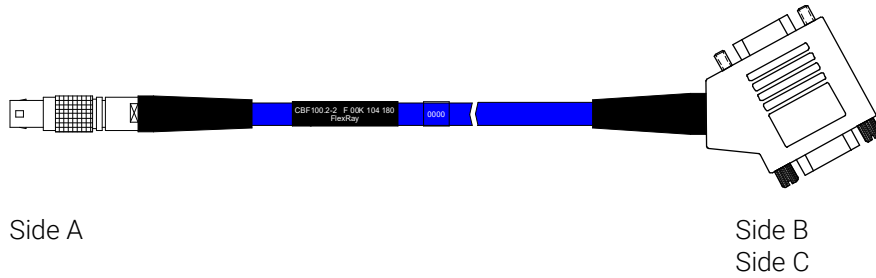 CBF100.2-2 F 00K 104 180
FlexRay
0000
Side A
Side B
Side C